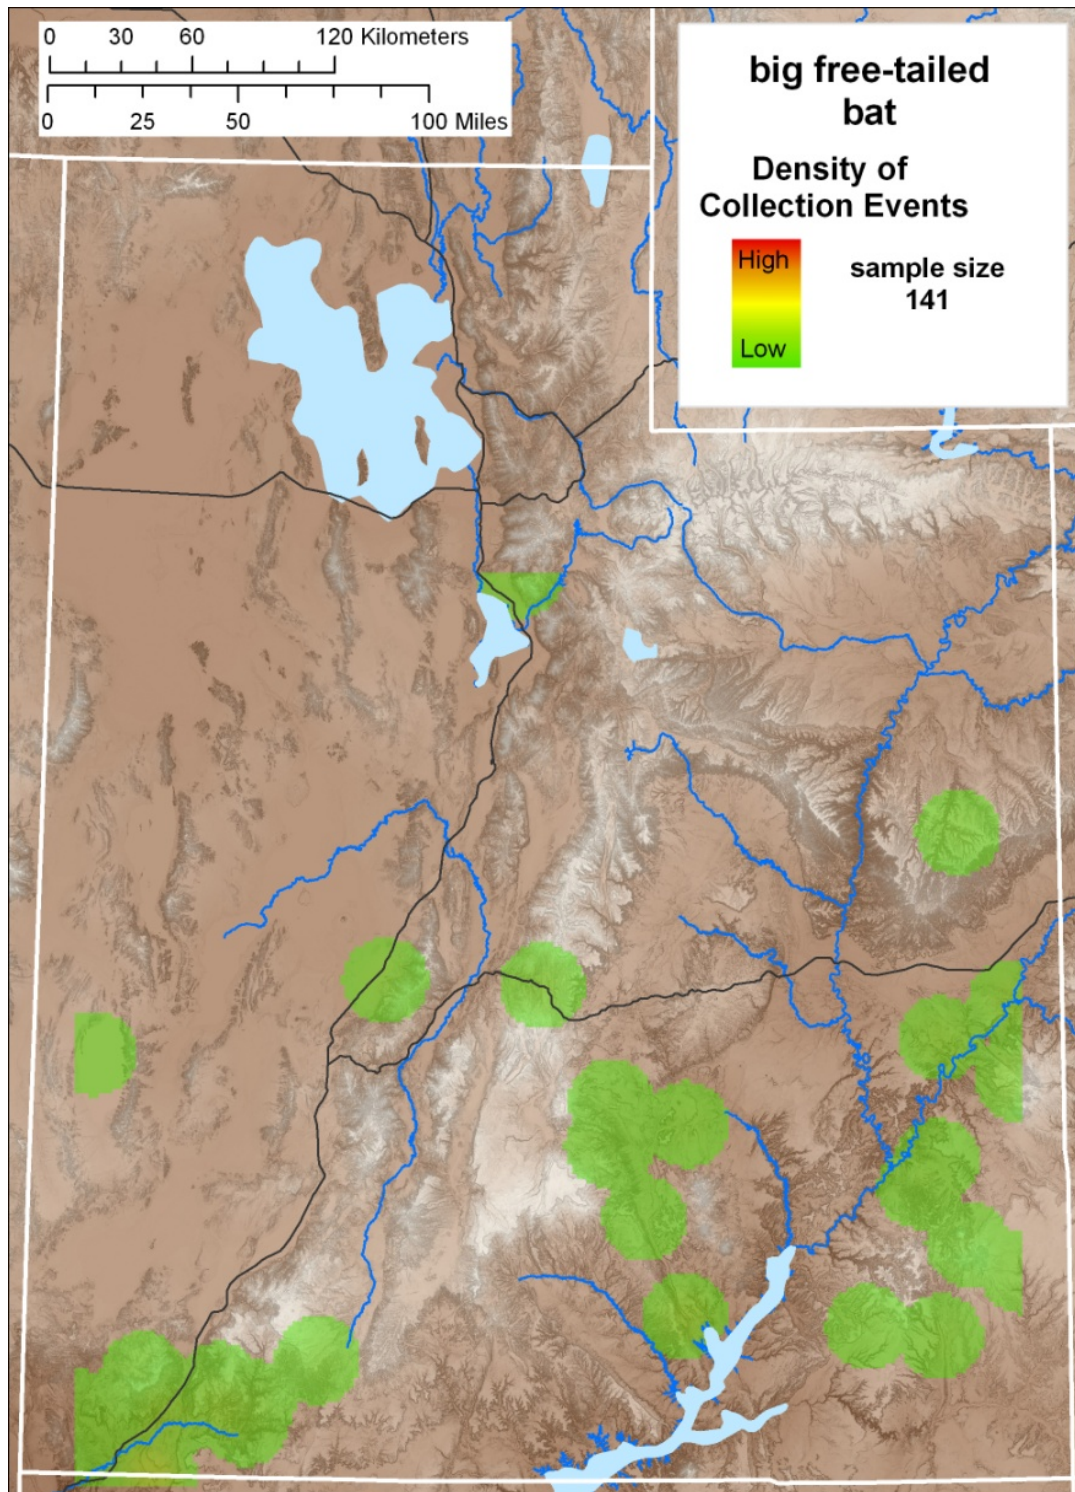 0 30 60 120 Kilometers
0 25 50 100 Miles
big free-tailed
bat
Density of
Collection Events
High
Low
sample size
141